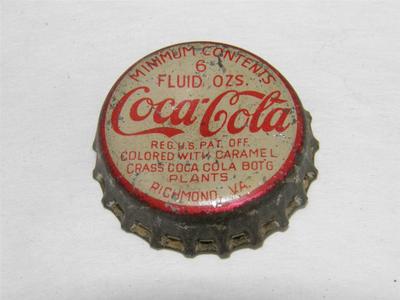 MINIMUM CONTENTS
6
FLUID OZS.
Coca-Cola
REG. U.S. PAT. OFF.
COLORED WITH CARAMEL
CRASS COCA COLA BOT'G
PLANTS
RICHMOND, VA.